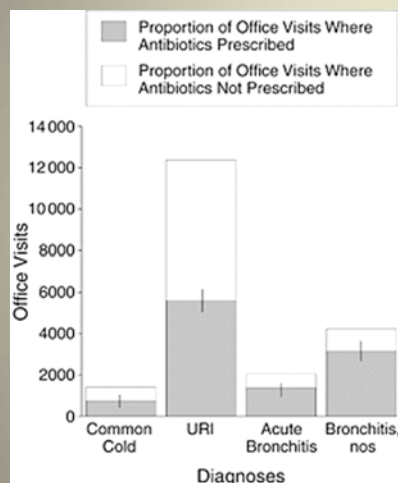 Proportion of Office Visits Where
Antibiotics Prescribed
Proportion of Office Visits Where
Antibiotics Not Prescribed
14 000
12 000
10 000
8000
6000
4000
2000
0
Office Visits
Common
Cold
URI
Acute
Bronchitis
Bronchitis,
nos
Diagnoses